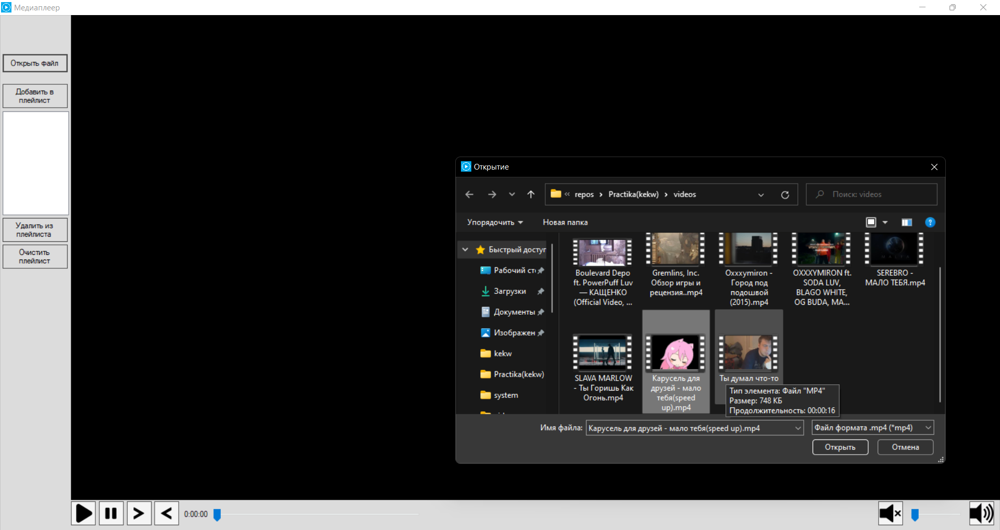 Медиаплеер
Открыть файл
Добавить в
плейлист
Удалить из
плейлиста
Очистить
плейлист
Открытие
« repos › Practika(kekw) › videos
Поиск: videos
Упорядочить
Новая папка
Быстрый доступ
Рабочий сто
Загрузки
Документы
Изображен
kekw
Practika(kekw)
system
Boulevard Depo
ft. PowerPuff Luv
— КАЩЕНКО
(Official Video, ...
Gremlins, Inc.
Обзор игры и
рецензия..mp4
Oxxxymiron -
Город под
подошвой
(2015).mp4
OXXXYMIRON ft.
SODA LUV,
BLAGO WHITE,
OG BUDA, MA...
SEREBRO -
МАЛО ТЕБЯ.mp4
SLAVA MARLOW
- Ты Горишь Как
Огонь.mp4
Карусель для
друзей - мало
тебя(speed
up).mp4
Ты думал что-то
Тип элемента: Файл "MP4"
Размер: 748 КБ
Продолжительность: 00:00:16
Имя файла:
Карусель для друзей - мало тебя(speed up).mp4
Файл формата .mp4 (*mp4)
Открыть
Отмена
0:00:00